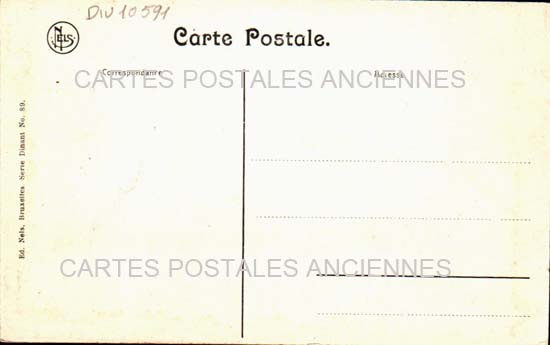 DIV 10591
NELS
Carte Postale.
CARTES POSTALES ANCIENNES
Correspondance
Adresse
Ed. Nels, Bruxelles Serie Dinant No. 89.
CARTES POSTALES ANCIENNES